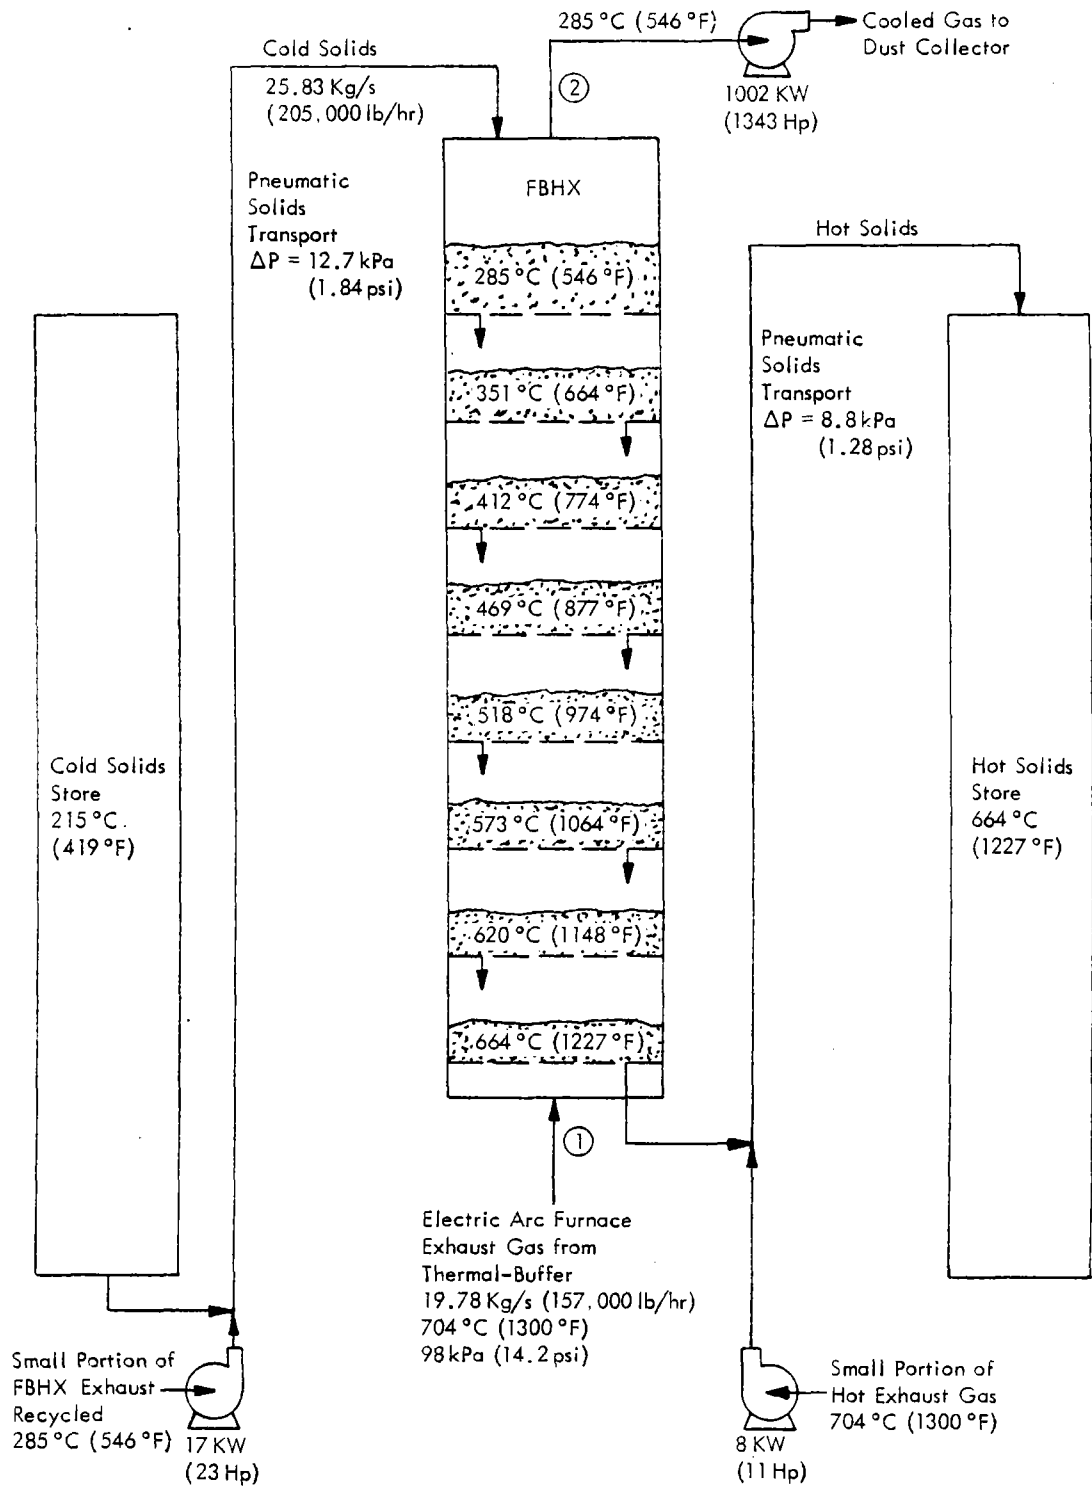 285 °C (546 °F)
Cooled Gas to
Dust Collector
1002 KW
(1343 Hp)
Cold Solids
25.83 Kg/s
(205,000 lb/hr)
2
Pneumatic
Solids
Transport
ΔP = 12.7 kPa
(1.84 psi)
FBHX
285 °C (546 °F)
351 °C (664 °F)
412 °C (774 °F)
469 °C (877 °F)
518 °C (974 °F)
573 °C (1064 °F)
620 °C (1148 °F)
664 °C (1227 °F)
Hot Solids
Pneumatic
Solids
Transport
ΔP = 8.8 kPa
(1.28 psi)
Cold Solids
Store
215 °C.
(419 °F)
Hot Solids
Store
664 °C
(1227 °F)
1
Electric Arc Furnace
Exhaust Gas from
Thermal-Buffer
19.78 Kg/s (157,000 lb/hr)
704 °C (1300 °F)
98 kPa (14.2 psi)
Small Portion of
FBHX Exhaust
Recycled
285 °C (546 °F)
17 KW
(23 Hp)
Small Portion of
Hot Exhaust Gas
704 °C (1300 °F)
8 KW
(11 Hp)